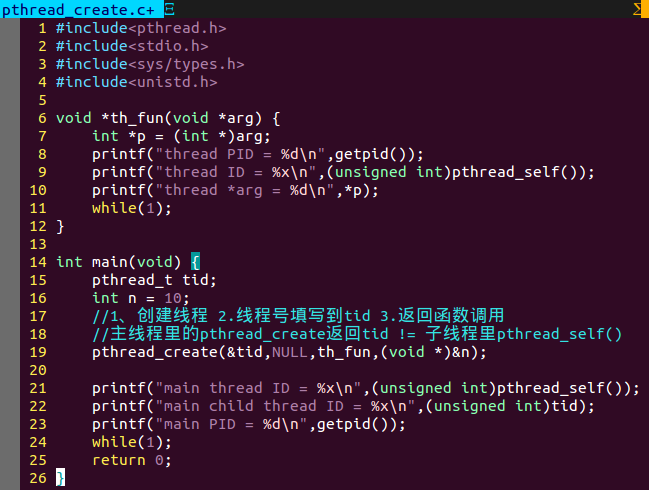 pthread_create.c+
1 #include<pthread.h>
2 #include<stdio.h>
3 #include<sys/types.h>
4 #include<unistd.h>
5
6 void *th_fun(void *arg) {
7     int *p = (int *)arg;
8     printf("thread PID = %d\n",getpid());
9     printf("thread ID = %x\n",(unsigned int)pthread_self());
10     printf("thread *arg = %d\n",*p);
11     while(1);
12 }
13
14 int main(void) {
15     pthread_t tid;
16     int n = 10;
17     //1、创建线程 2.线程号填写到tid 3.返回函数调用
18     //主线程里的pthread_create返回tid != 子线程里pthread_self()
19     pthread_create(&tid,NULL,th_fun,(void *)&n);
20
21     printf("main thread ID = %x\n",(unsigned int)pthread_self());
22     printf("main child thread ID = %x\n",(unsigned int)tid);
23     printf("main PID = %d\n",getpid());
24     while(1);
25     return 0;
26 }